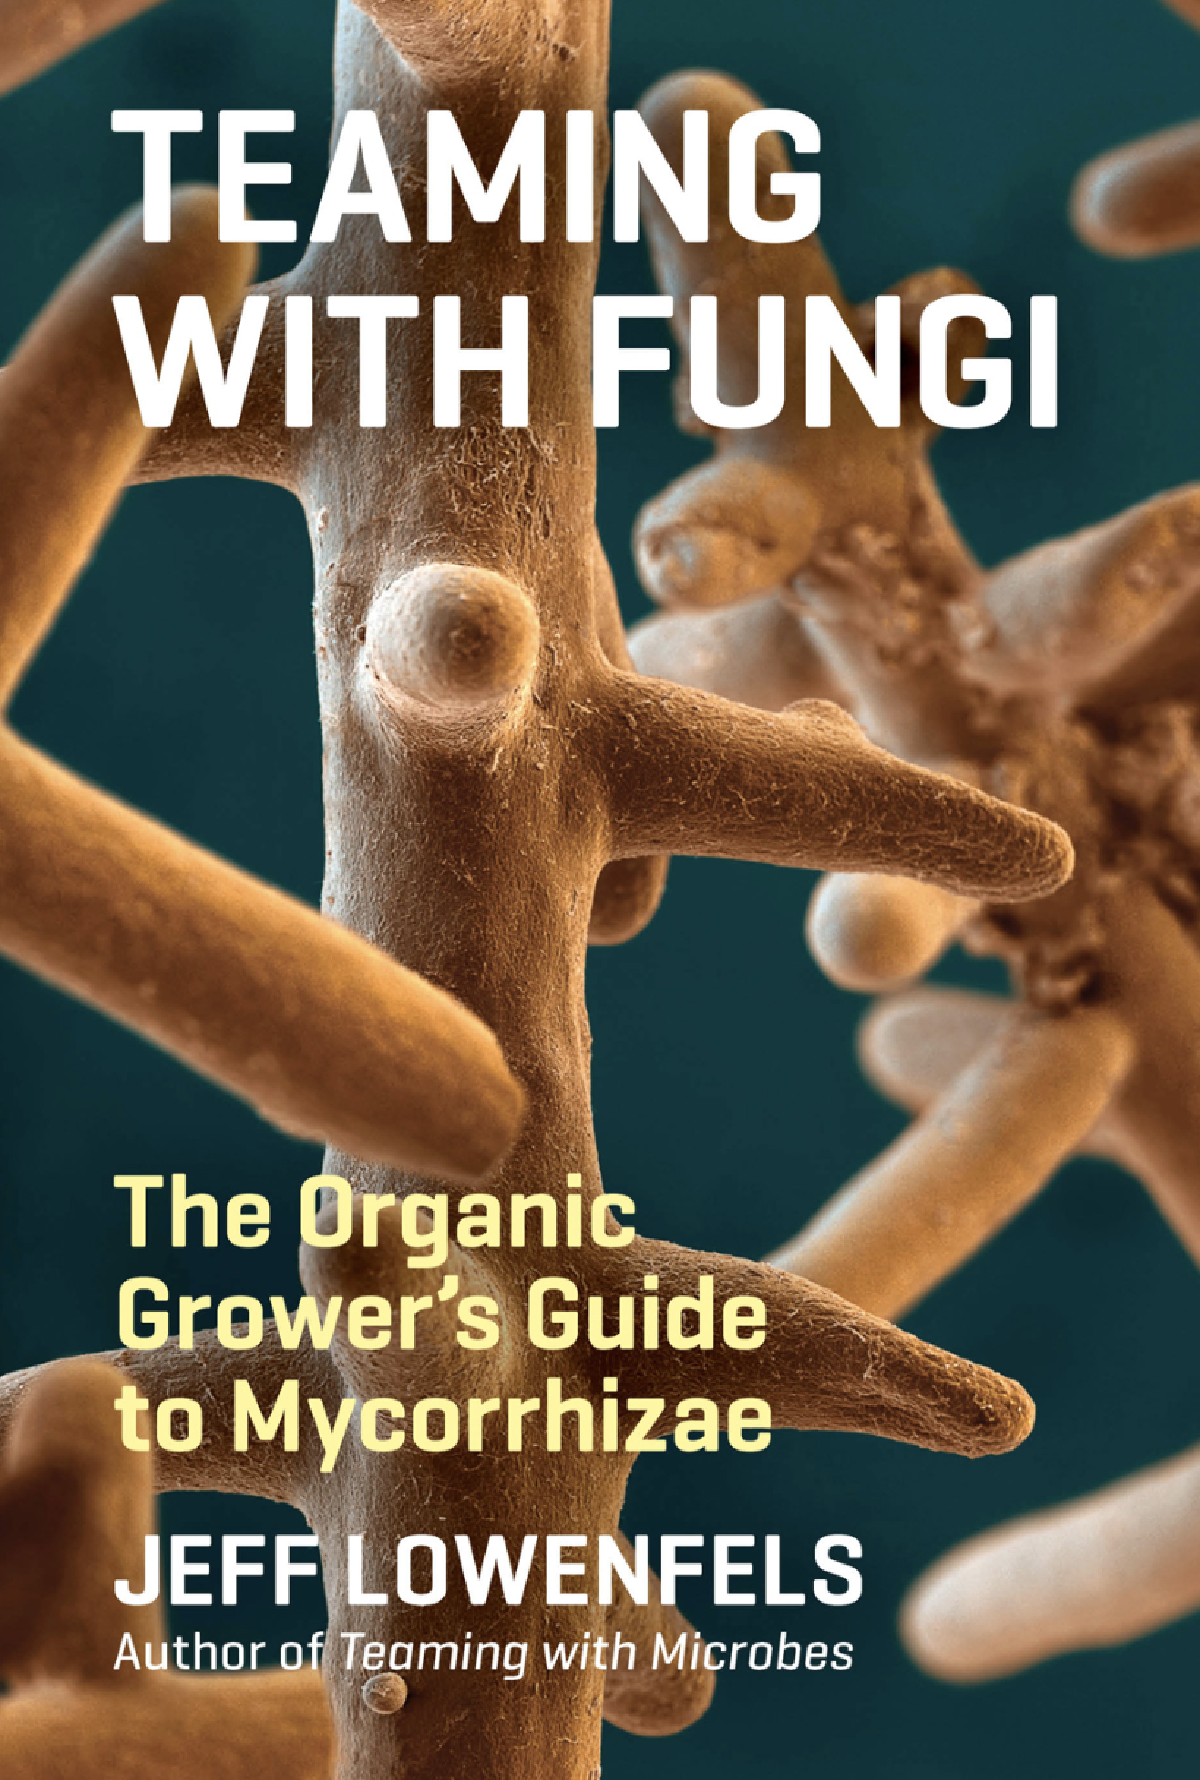 TEAMING
WITH FUNGI
The Organic
Grower's Guide
to Mycorrhizae
JEFF LOWENFELS
Author of Teaming with Microbes